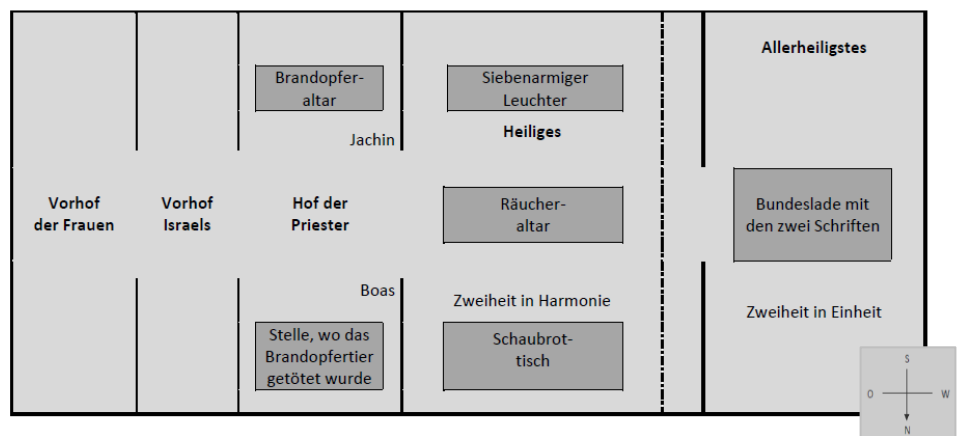 Allerheiligstes
Brandopfer-
altar
Siebenarmiger
Leuchter
Jachin
Heiliges
Vorhof
der Frauen
Vorhof
Israels
Hof der
Priester
Räucher-
altar
Bundeslade mit
den zwei Schriften
Boas
Zweiheit in Harmonie
Zweiheit in Einheit
Stelle, wo das
Brandopfertier
getötet wurde
Schaubrot-
tisch
S
O
W
N